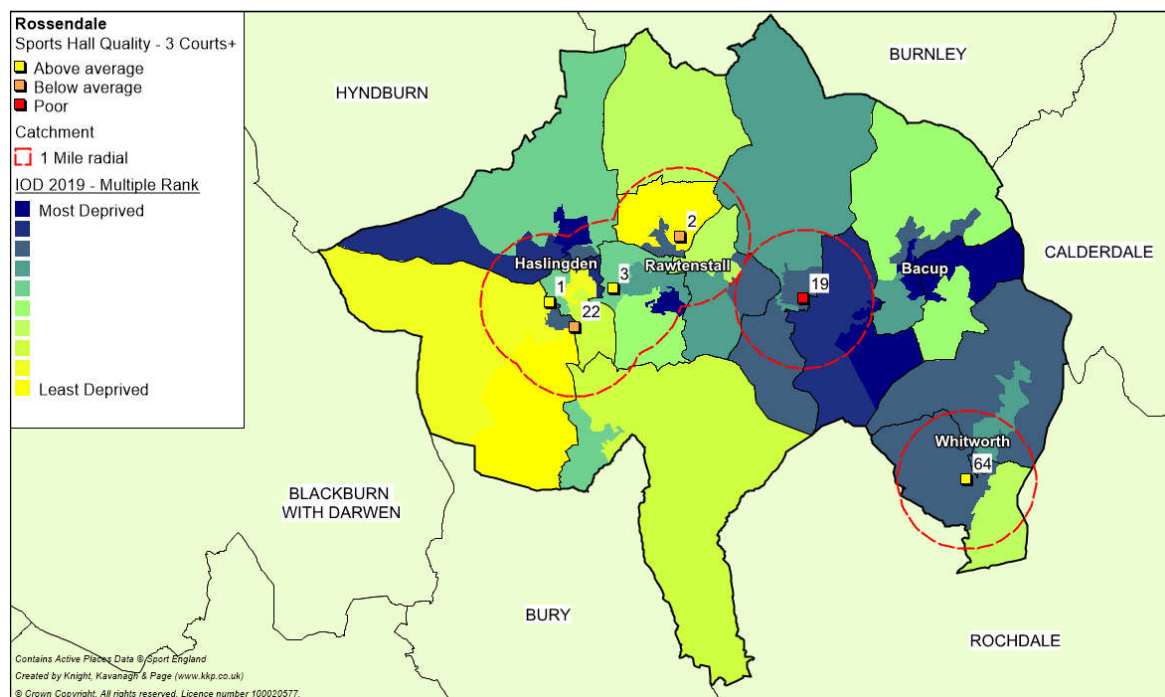 Rossendale
Sports Hall Quality - 3 Courts+
Above average
Below average
Poor
Catchment
1 Mile radial
IOD 2019 - Multiple Rank
Most Deprived
Least Deprived
BURNLEY
HYNDBURN
CALDERDALE
2
Haslingden
Rawtenstall
Bacup
3
1
19
22
Whitworth
64
BLACKBURN
WITH DARWEN
BURY
ROCHDALE
Contains Active Places Data © Sport England
Created by Knight, Kavanagh & Page (www.kkp.co.uk)
© Crown Copyright. All rights reserved. Licence number 100020577.